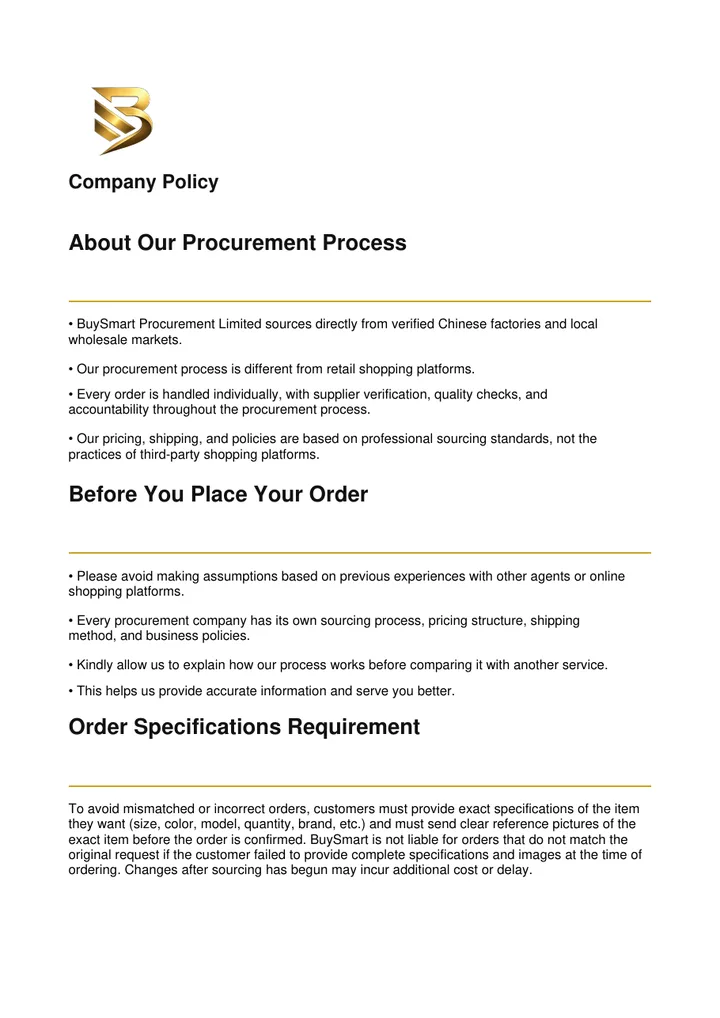 Company Policy
About Our Procurement Process
• BuySmart Procurement Limited sources directly from verified Chinese factories and local
wholesale markets.
• Our procurement process is different from retail shopping platforms.
• Every order is handled individually, with supplier verification, quality checks, and
accountability throughout the procurement process.
• Our pricing, shipping, and policies are based on professional sourcing standards, not the
practices of third-party shopping platforms.
Before You Place Your Order
• Please avoid making assumptions based on previous experiences with other agents or online
shopping platforms.
• Every procurement company has its own sourcing process, pricing structure, shipping
method, and business policies.
• Kindly allow us to explain how our process works before comparing it with another service.
• This helps us provide accurate information and serve you better.
Order Specifications Requirement
To avoid mismatched or incorrect orders, customers must provide exact specifications of the item
they want (size, color, model, quantity, brand, etc.) and must send clear reference pictures of the
exact item before the order is confirmed. BuySmart is not liable for orders that do not match the
original request if the customer failed to provide complete specifications and images at the time of
ordering. Changes after sourcing has begun may incur additional cost or delay.